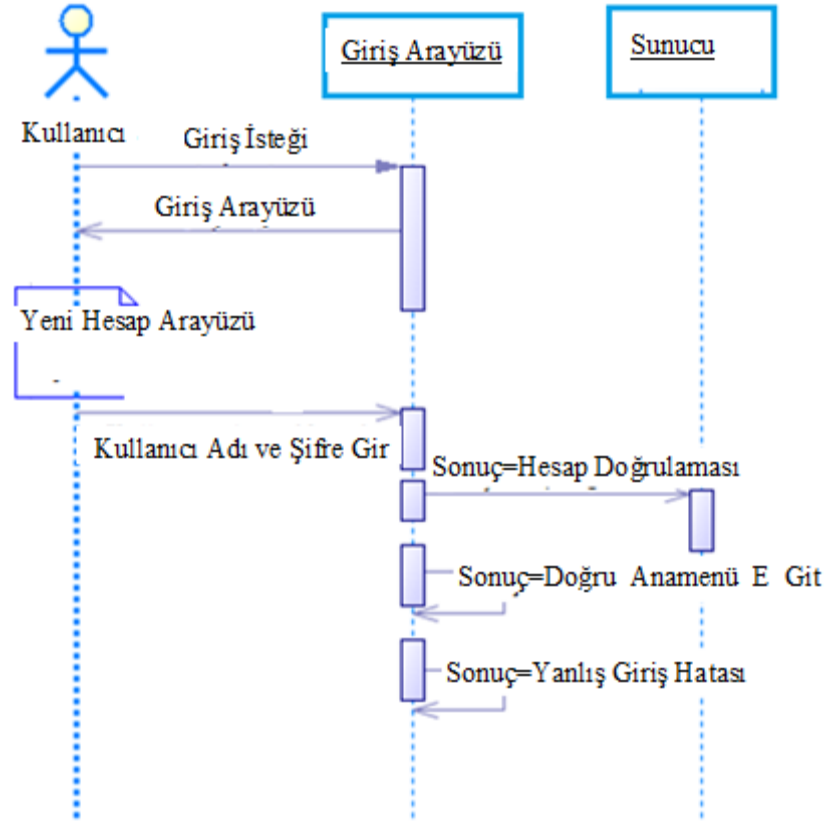 Giriş Arayüzü
Sunucu
Kullanıcı
Giriş İsteği
Giriş Arayüzü
Yeni Hesap Arayüzü
Kullanıcı Adı ve Şifre Gir
Sonuç=Hesap Doğrulaması
Sonuç=Doğru Anamenü E Git
Sonuç=Yanlış Giriş Hatası